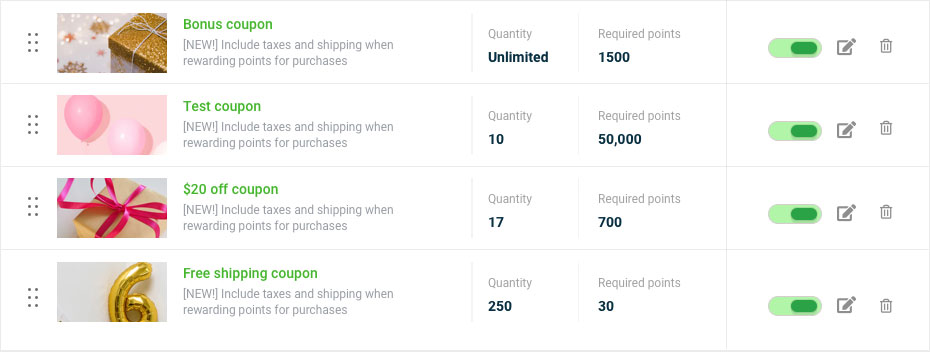 Bonus coupon
[NEW!] Include taxes and shipping when
rewarding points for purchases
Quantity
Unlimited
Required points
1500
Test coupon
[NEW!] Include taxes and shipping when
rewarding points for purchases
Quantity
10
Required points
50,000
$20 off coupon
[NEW!] Include taxes and shipping when
rewarding points for purchases
Quantity
17
Required points
700
Free shipping coupon
[NEW!] Include taxes and shipping when
rewarding points for purchases
Quantity
250
Required points
30